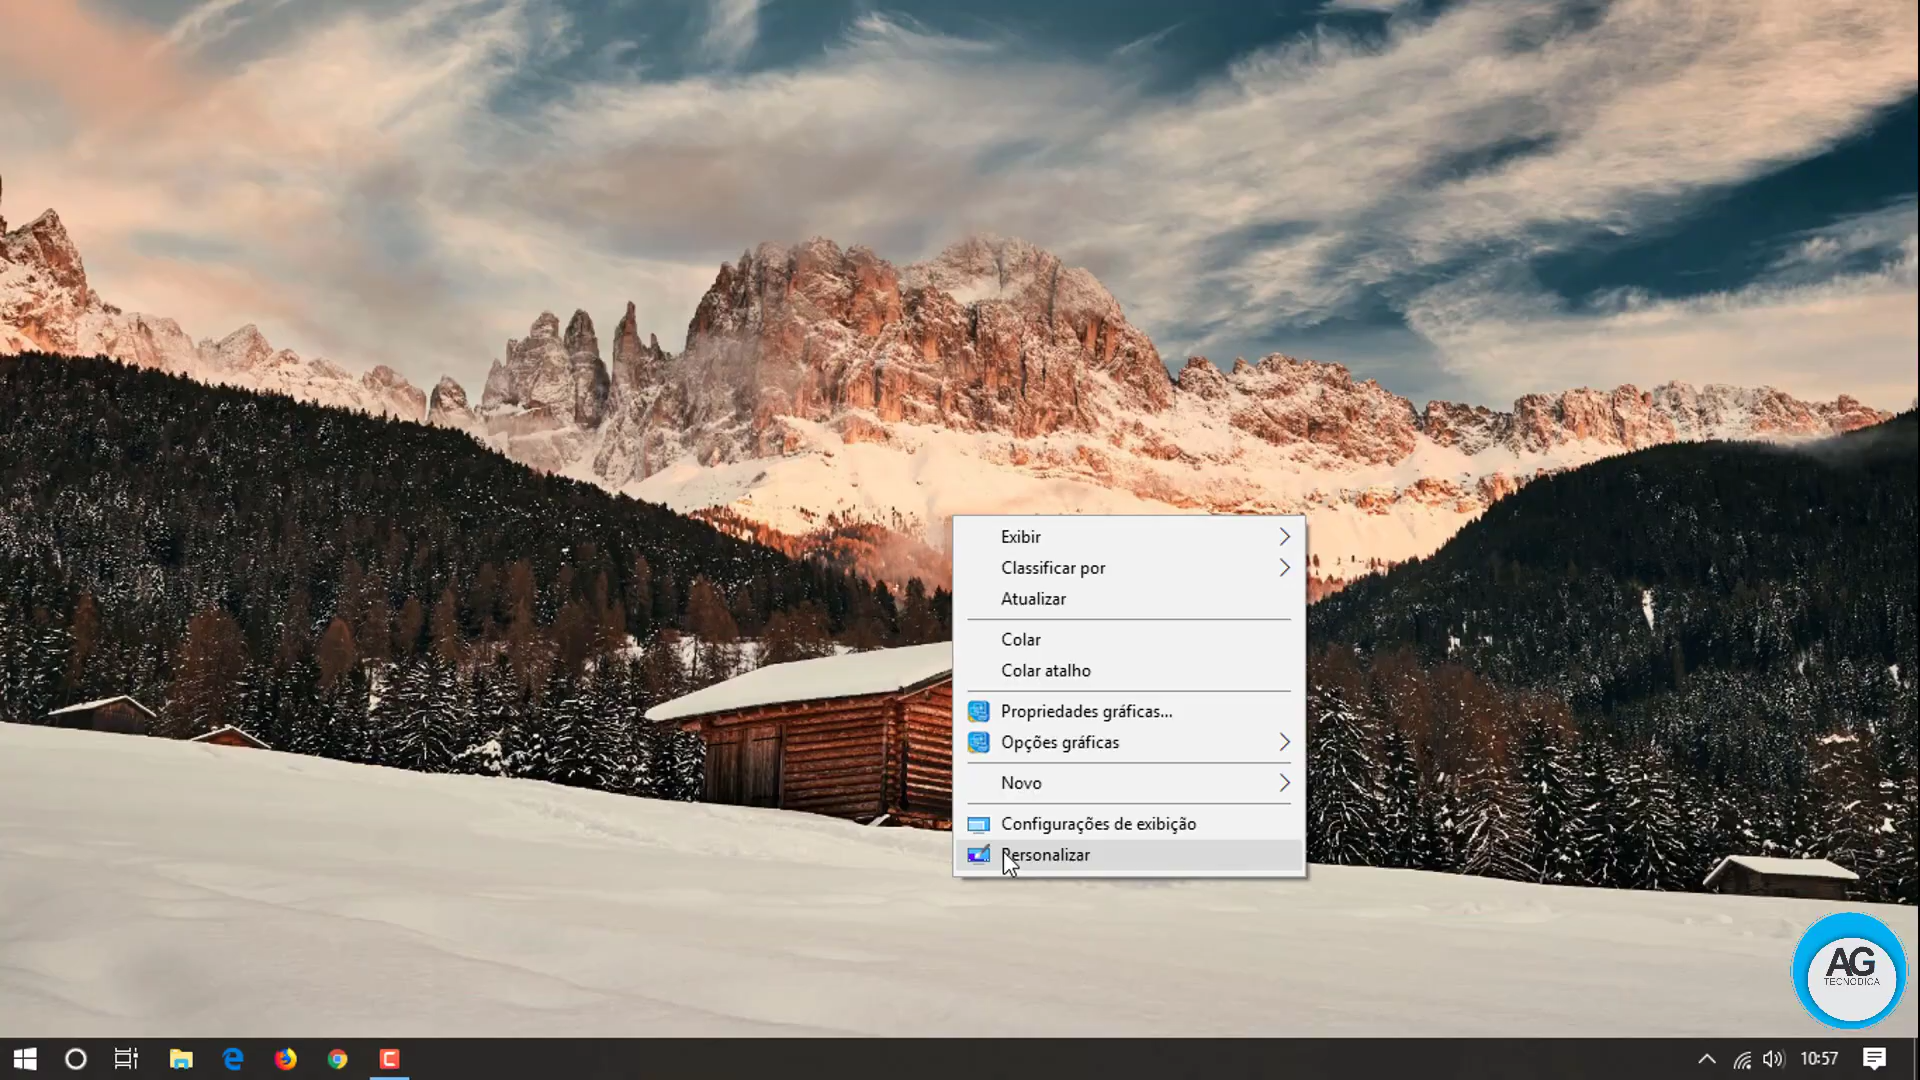 Exibir
Classificar por
Atualizar
Colar
Colar atalho
Propriedades gráficas...
Opções gráficas
Novo
Configurações de exibição
Personalizar
AG
TECNODICA
10:57